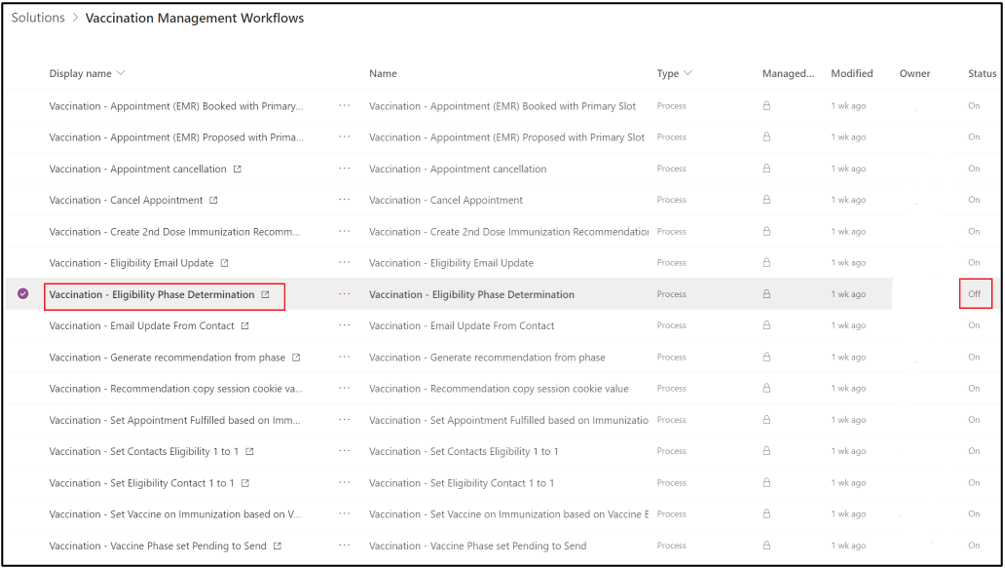 Solutions > Vaccination Management Workflows
Display name Name Type Managed... Modified Owner Status
Vaccination - Appointment (EMR) Booked with Primary... ... Vaccination - Appointment (EMR) Booked with Primary Slot Process 1 wk ago On
Vaccination - Appointment (EMR) Proposed with Prima... ... Vaccination - Appointment (EMR) Proposed with Primary Slot Process 1 wk ago On
Vaccination - Appointment cancellation ... Vaccination - Appointment cancellation Process 1 wk ago On
Vaccination - Cancel Appointment ... Vaccination - Cancel Appointment Process 1 wk ago On
Vaccination - Create 2nd Dose Immunization Recomm... ... Vaccination - Create 2nd Dose Immunization Recommendation Process 1 wk ago On
Vaccination - Eligibility Email Update ... Vaccination - Eligibility Email Update Process 1 wk ago On
Vaccination - Eligibility Phase Determination ... Vaccination - Eligibility Phase Determination Process 1 wk ago Off
Vaccination - Email Update From Contact ... Vaccination - Email Update From Contact Process 1 wk ago On
Vaccination - Generate recommendation from phase ... Vaccination - Generate recommendation from phase Process 1 wk ago On
Vaccination - Recommendation copy session cookie va... ... Vaccination - Recommendation copy session cookie value Process 1 wk ago On
Vaccination - Set Appointment Fulfilled based on Imm... ... Vaccination - Set Appointment Fulfilled based on Immunizatio Process 1 wk ago On
Vaccination - Set Contacts Eligibility 1 to 1 ... Vaccination - Set Contacts Eligibility 1 to 1 Process 1 wk ago On
Vaccination - Set Eligibility Contact 1 to 1 ... Vaccination - Set Eligibility Contact 1 to 1 Process 1 wk ago On
Vaccination - Set Vaccine on Immunization based on V... ... Vaccination - Set Vaccine on Immunization based on Vaccine E Process 1 wk ago On
Vaccination - Vaccine Phase set Pending to Send ... Vaccination - Vaccine Phase set Pending to Send Process 1 wk ago On